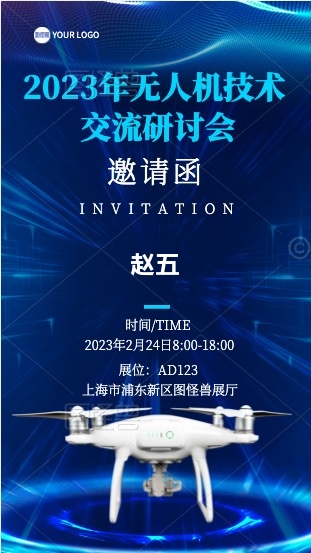 YOUR LOGO
2023年无人机技术
交流研讨会
邀请函
INVITATION
赵五
时间/TIME
2023年2月24日8:00-18:00
展位：AD123
上海市浦东新区图怪兽展厅